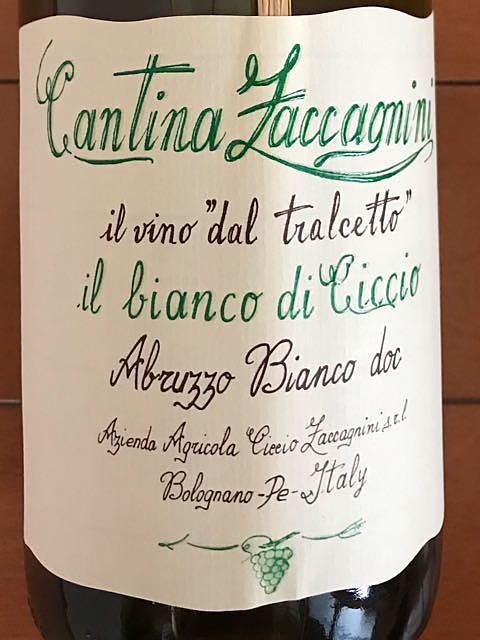 Cantina Zaccagnini
il vino "dal tralcetto"
il bianco di Ciccio
Abruzzo Bianco doc
Azienda Agricola Ciccio Zaccagnini s.r.l
Bolognano-Pe-Italy